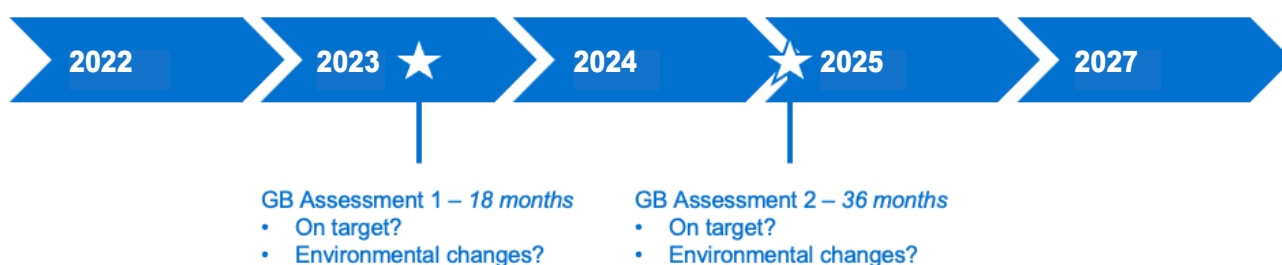 2022 2023 2024 2025 2027
GB Assessment 1 – 18 months
• On target?
• Environmental changes?
GB Assessment 2 – 36 months
• On target?
• Environmental changes?